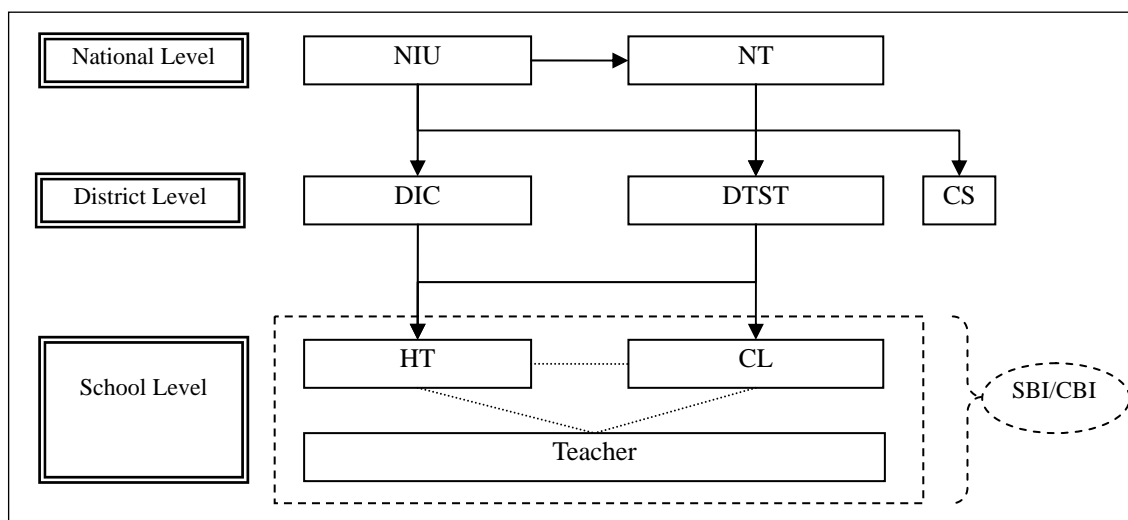 National Level
NIU
NT
District Level
DIC
DTST
CS
School Level
HT
CL
SBI/CBI
Teacher